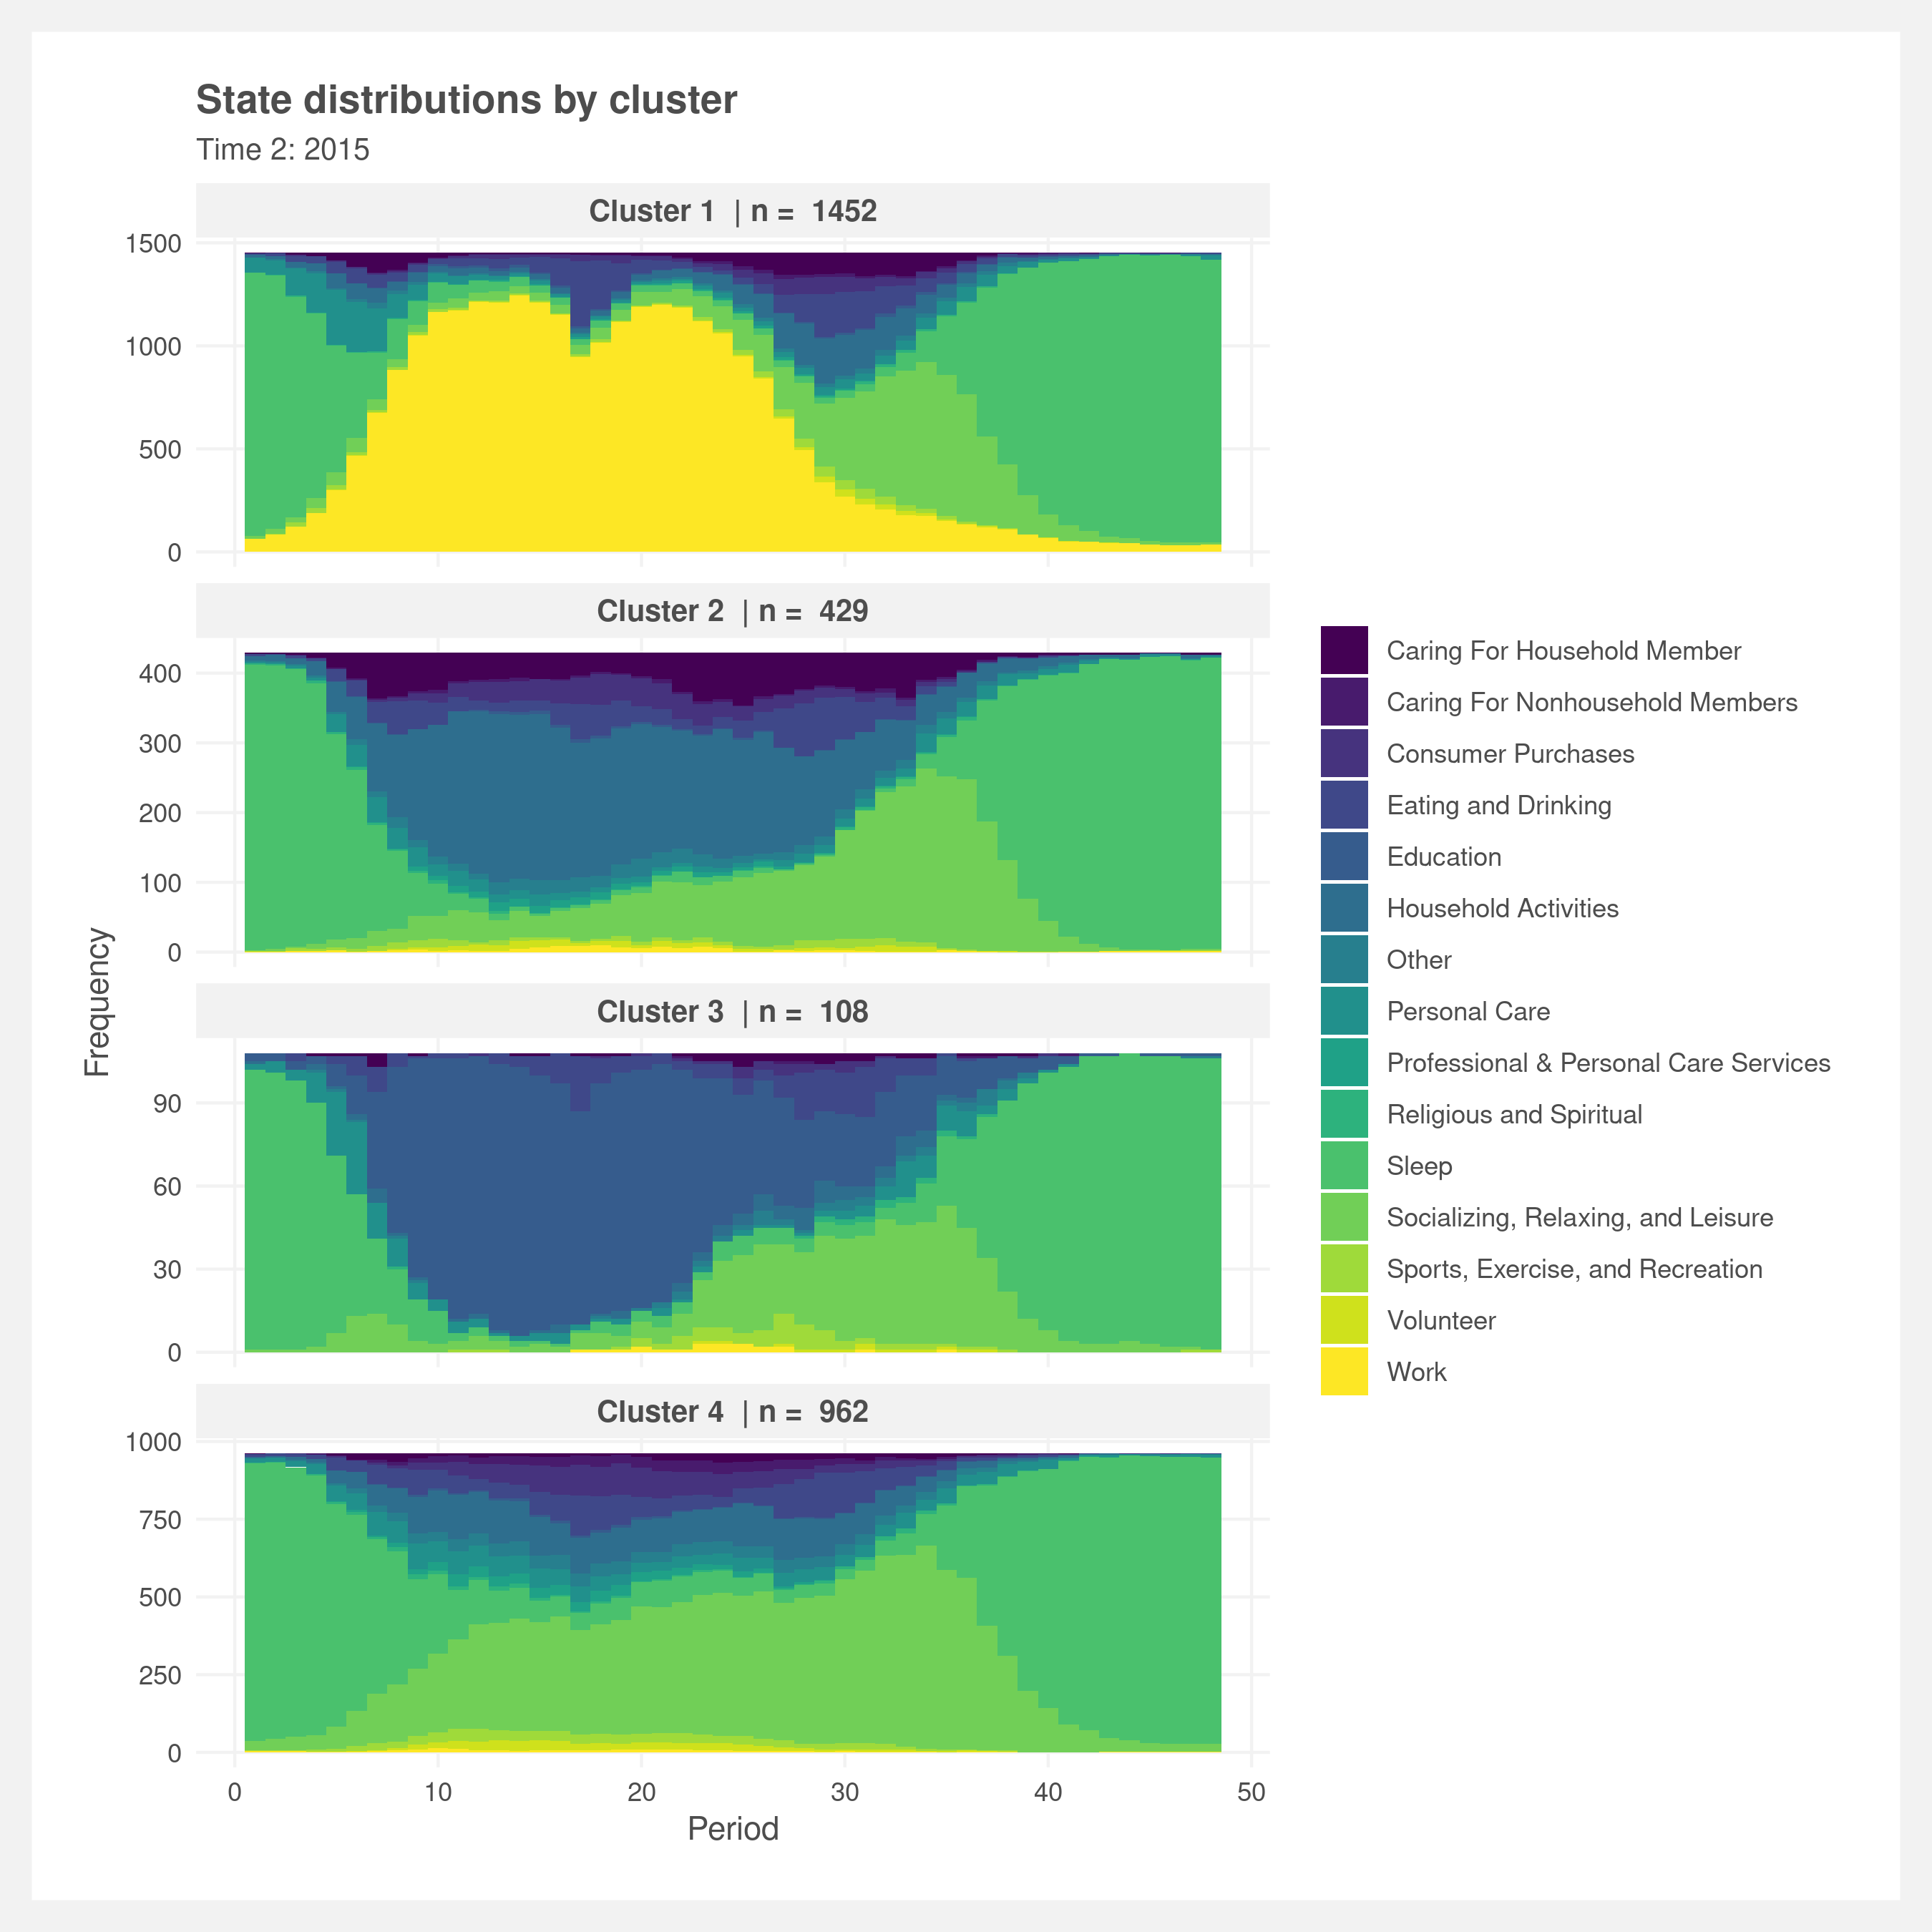 State distributions by cluster
Time 2: 2015
Cluster 1 | n = 1452
1500
1000
500
0
Cluster 2 | n = 429
400
300
200
100
0
Cluster 3 | n = 108
90
60
30
0
Cluster 4 | n = 962
1000
750
500
250
0
0 10 20 30 40 50
Period
Frequency
Caring For Household Member
Caring For Nonhousehold Members
Consumer Purchases
Eating and Drinking
Education
Household Activities
Other
Personal Care
Professional & Personal Care Services
Religious and Spiritual
Sleep
Socializing, Relaxing, and Leisure
Sports, Exercise, and Recreation
Volunteer
Work